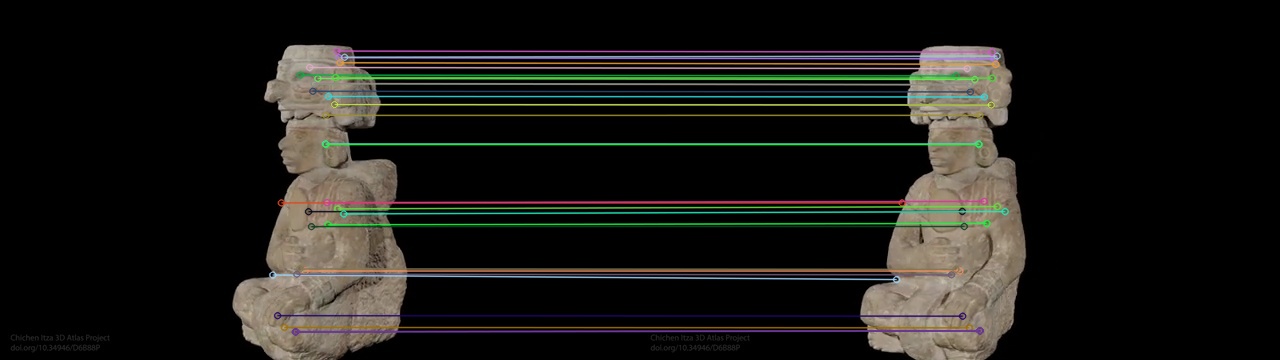 Chichen Itza 3D Atlas Project
doi.org/10.34946/D6B88P
Chichen Itza 3D Atlas Project
doi.org/10.34946/D6B88P